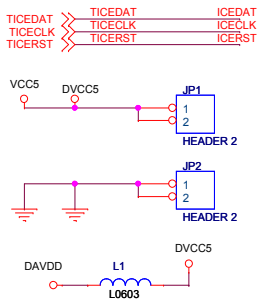 TICEDAT TICEDAT ICEDAT
TICECLK TICECLK ICECLK
TICERST TICERST ICERST
VCC5 DVCC5 JP1
1
2
HEADER 2
JP2
1
2
HEADER 2
DVCC5
DAVDD L1
L0603